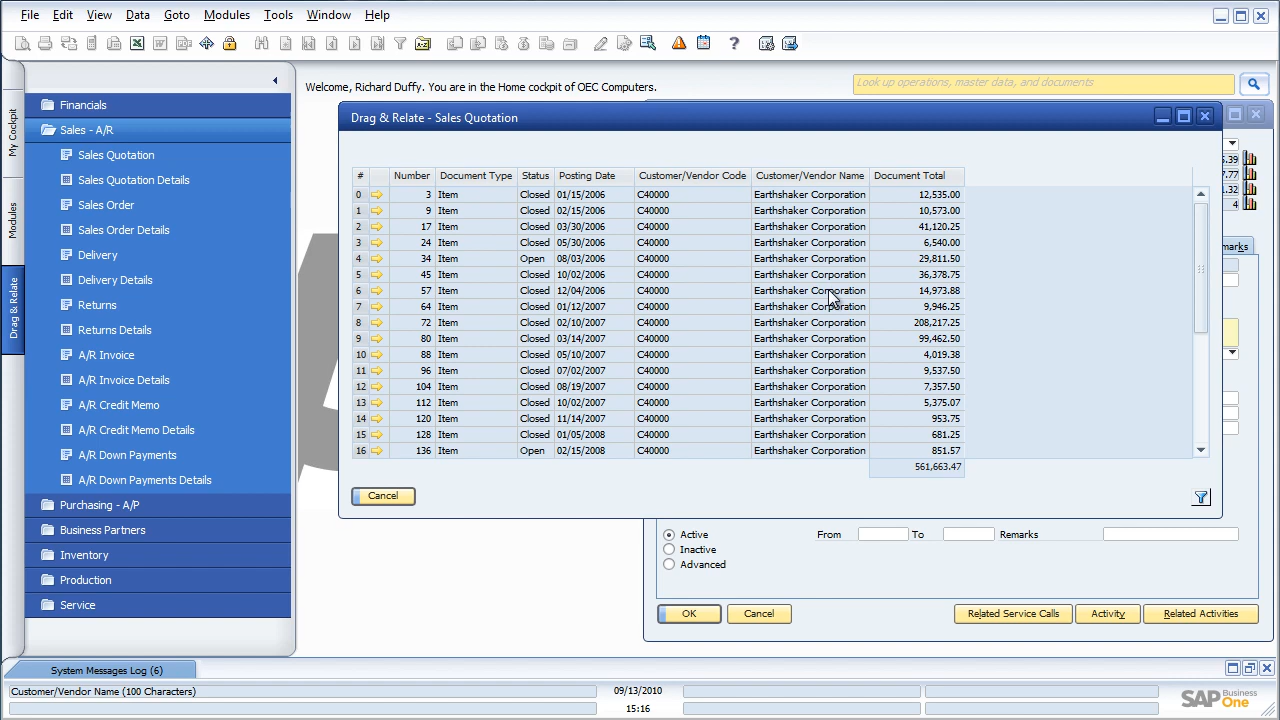 File Edit View Data Goto Modules Tools Window Help
Welcome, Richard Duffy. You are in the Home cockpit of OEC Computers.
Look up operations, master data, and documents
My Cockpit
Modules
Drag & Relate
Financials
Sales - A/R
Sales Quotation
Sales Quotation Details
Sales Order
Sales Order Details
Delivery
Delivery Details
Returns
Returns Details
A/R Invoice
A/R Invoice Details
A/R Credit Memo
A/R Credit Memo Details
A/R Down Payments
A/R Down Payments Details
Purchasing - A/P
Business Partners
Inventory
Production
Service
Drag & Relate - Sales Quotation
# Number Document Type Status Posting Date Customer/Vendor Code Customer/Vendor Name Document Total
0 3 Item Closed 01/15/2006 C40000 Earthshaker Corporation 12,535.00
1 9 Item Closed 02/15/2006 C40000 Earthshaker Corporation 10,573.00
2 17 Item Closed 03/30/2006 C40000 Earthshaker Corporation 41,120.25
3 24 Item Closed 05/30/2006 C40000 Earthshaker Corporation 6,540.00
4 34 Item Open 08/03/2006 C40000 Earthshaker Corporation 29,811.50
5 45 Item Closed 10/02/2006 C40000 Earthshaker Corporation 36,378.75
6 57 Item Closed 12/04/2006 C40000 Earthshaker Corporation 14,973.88
7 64 Item Closed 01/12/2007 C40000 Earthshaker Corporation 9,946.25
8 72 Item Closed 02/10/2007 C40000 Earthshaker Corporation 208,217.25
9 80 Item Closed 03/14/2007 C40000 Earthshaker Corporation 99,462.50
10 88 Item Closed 05/10/2007 C40000 Earthshaker Corporation 4,019.38
11 96 Item Closed 07/02/2007 C40000 Earthshaker Corporation 9,537.50
12 104 Item Closed 08/19/2007 C40000 Earthshaker Corporation 7,357.50
13 112 Item Closed 10/02/2007 C40000 Earthshaker Corporation 5,375.07
14 120 Item Closed 11/14/2007 C40000 Earthshaker Corporation 953.75
15 128 Item Closed 01/05/2008 C40000 Earthshaker Corporation 681.25
16 136 Item Open 02/15/2008 C40000 Earthshaker Corporation 851.57
561,663.47
Cancel
5.39
7.77
1.32
4
marks
Active From To Remarks
Inactive
Advanced
OK Cancel Related Service Calls Activity Related Activities
System Messages Log (6)
Customer/Vendor Name (100 Characters) 09/13/2010
15:16
SAP Business One